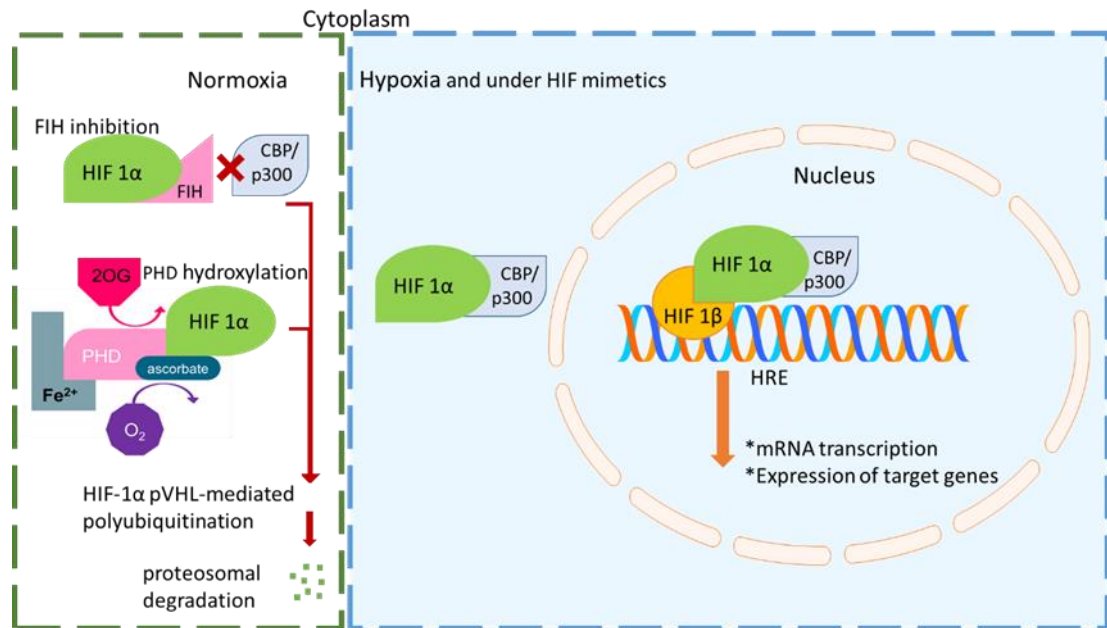 Cytoplasm
Normoxia
FIH inhibition
HIF 1α
FIH
CBP/
p300
2OG
PHD hydroxylation
HIF 1α
PHD
ascorbate
Fe²⁺
O₂
HIF-1α pVHL-mediated
polyubiquitination
proteosomal
degradation
Hypoxia and under HIF mimetics
HIF 1α
CBP/
p300
Nucleus
HIF 1α
CBP/
p300
HIF 1β
HRE
*mRNA transcription
*Expression of target genes